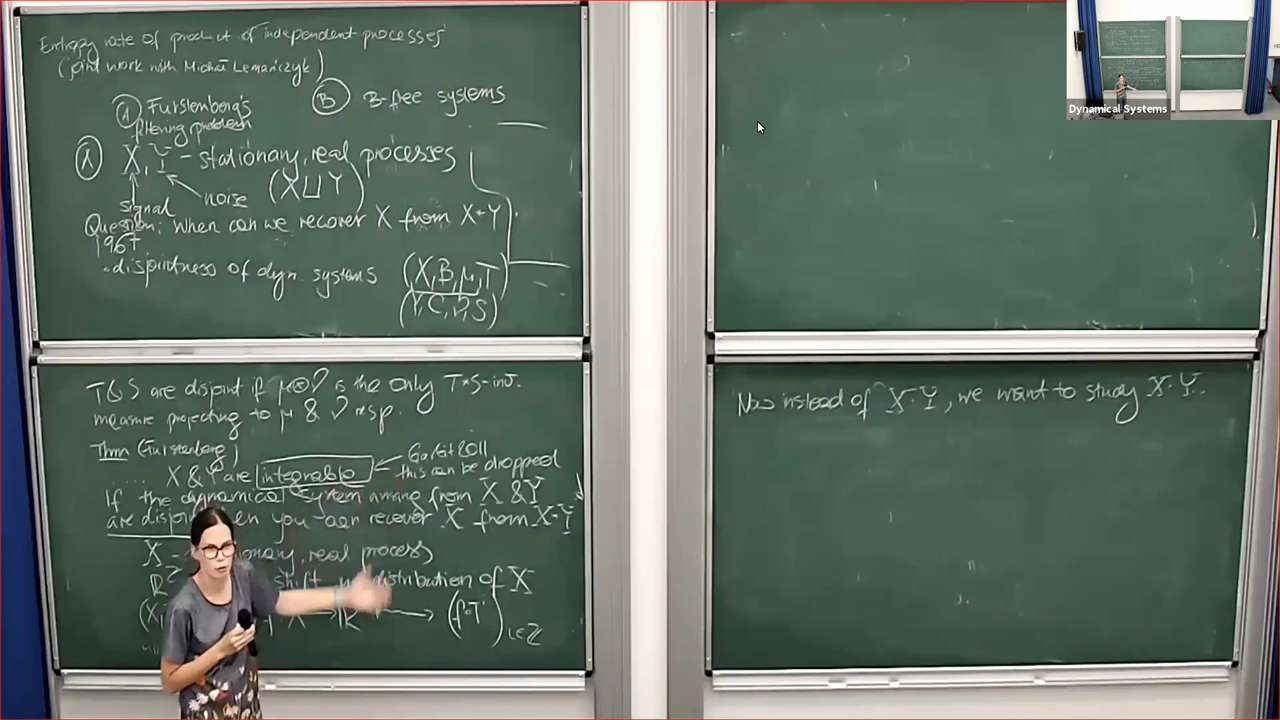 Entropy rate of product of independent processes
(joint work with Michał Lemańczyk)
(A) Furstenberg's
filtering problem
(B) B-free systems
(A) X, Y - stationary, real processes
signal
noise (X ⊔ Y)
Question: When can we recover X from X+Y
1967
• disjointness of dyn. systems (X,B,μ,T)
(Y,C,ν,S)
T & S are disjoint if μ⊗ν is the only T×S-inv.
measure projecting to μ & ν resp.
Thm (Furstenberg)
..... X & Y are integrable
Garbit 2011
this can be dropped
If the dynamical system arising from X & Y
are disjoint then you can recover X from X+Y
X - stationary, real process
shift distribution of X
ℝ → (f∘T
i∈ℤ
Now instead of X+Y, we want to study X·Y.
Dynamical Systems